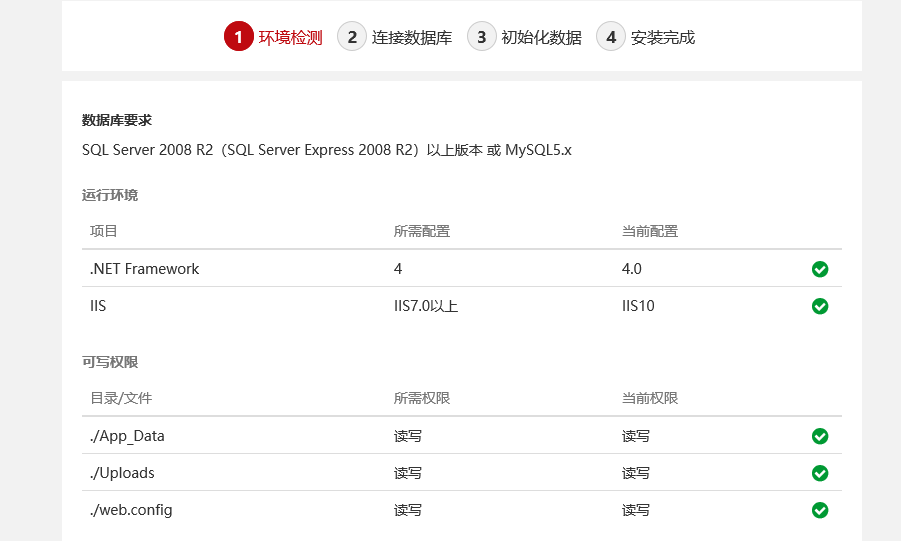 1 环境检测 2 连接数据库 3 初始化数据 4 安装完成
数据库要求
SQL Server 2008 R2（SQL Server Express 2008 R2）以上版本 或 MySQL5.x
运行环境
项目 所需配置 当前配置
.NET Framework 4 4.0
IIS IIS7.0以上 IIS10
可写权限
目录/文件 所需权限 当前权限
./App_Data 读写 读写
./Uploads 读写 读写
./web.config 读写 读写